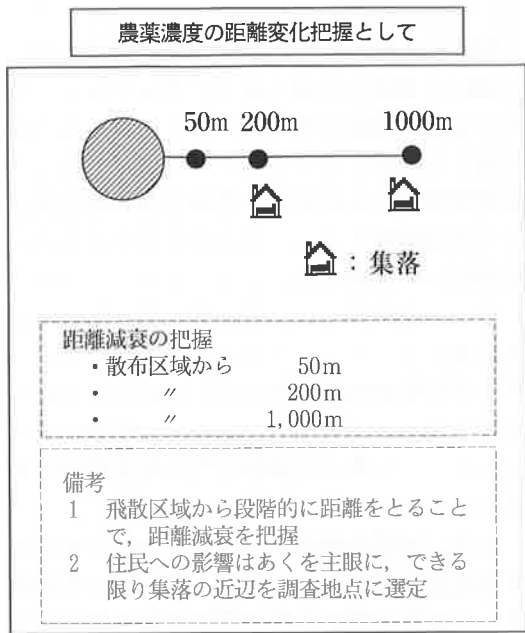 農薬濃度の距離変化把握として
50m 200m 1000m
：集落
距離減衰の把握
・散布区域から 50m
・ 〃 200m
・ 〃 1,000m
備考
1 飛散区域から段階的に距離をとること
で，距離減衰を把握
2 住民への影響はあくを主眼に，できる
限り集落の近辺を調査地点に選定